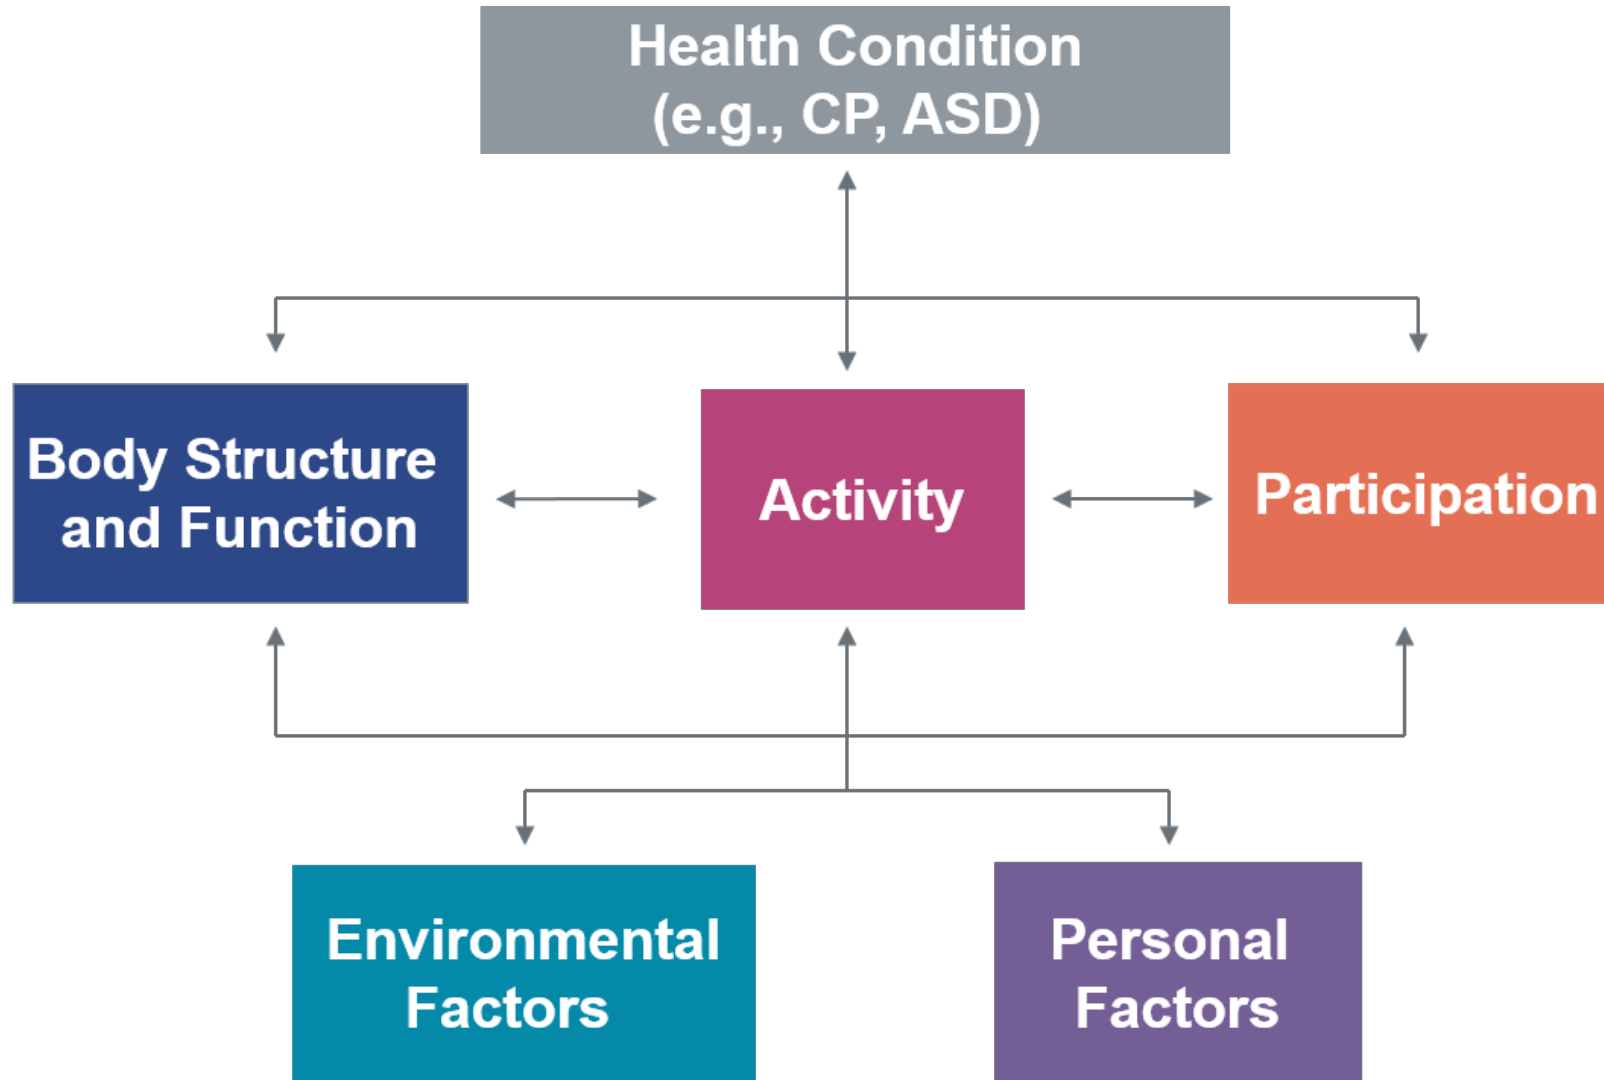 Health Condition
(e.g., CP, ASD)
Body Structure
and Function
Activity
Participation
Environmental
Factors
Personal
Factors